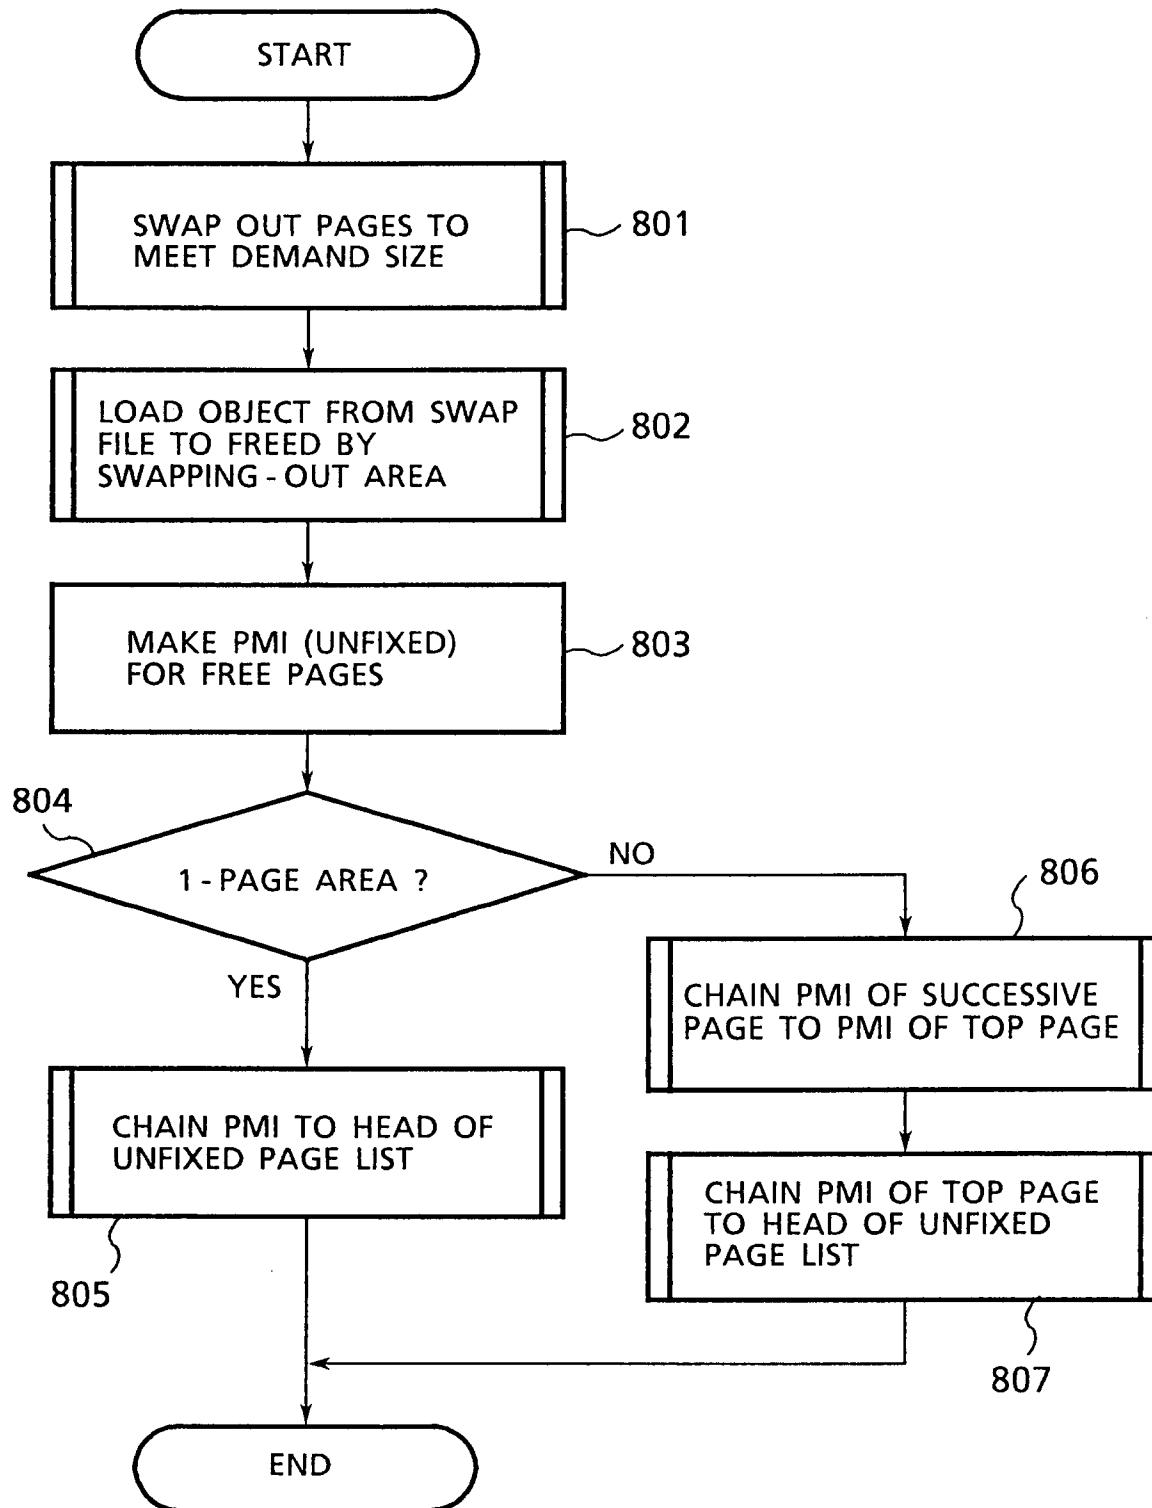 START
SWAP OUT PAGES TO
MEET DEMAND SIZE
801
LOAD OBJECT FROM SWAP
FILE TO FREED BY
SWAPPING - OUT AREA
802
MAKE PMI (UNFIXED)
FOR FREE PAGES
803
804
1 - PAGE AREA ?
NO
YES
806
CHAIN PMI OF SUCCESSIVE
PAGE TO PMI OF TOP PAGE
CHAIN PMI TO HEAD OF
UNFIXED PAGE LIST
805
CHAIN PMI OF TOP PAGE
TO HEAD OF UNFIXED
PAGE LIST
807
END